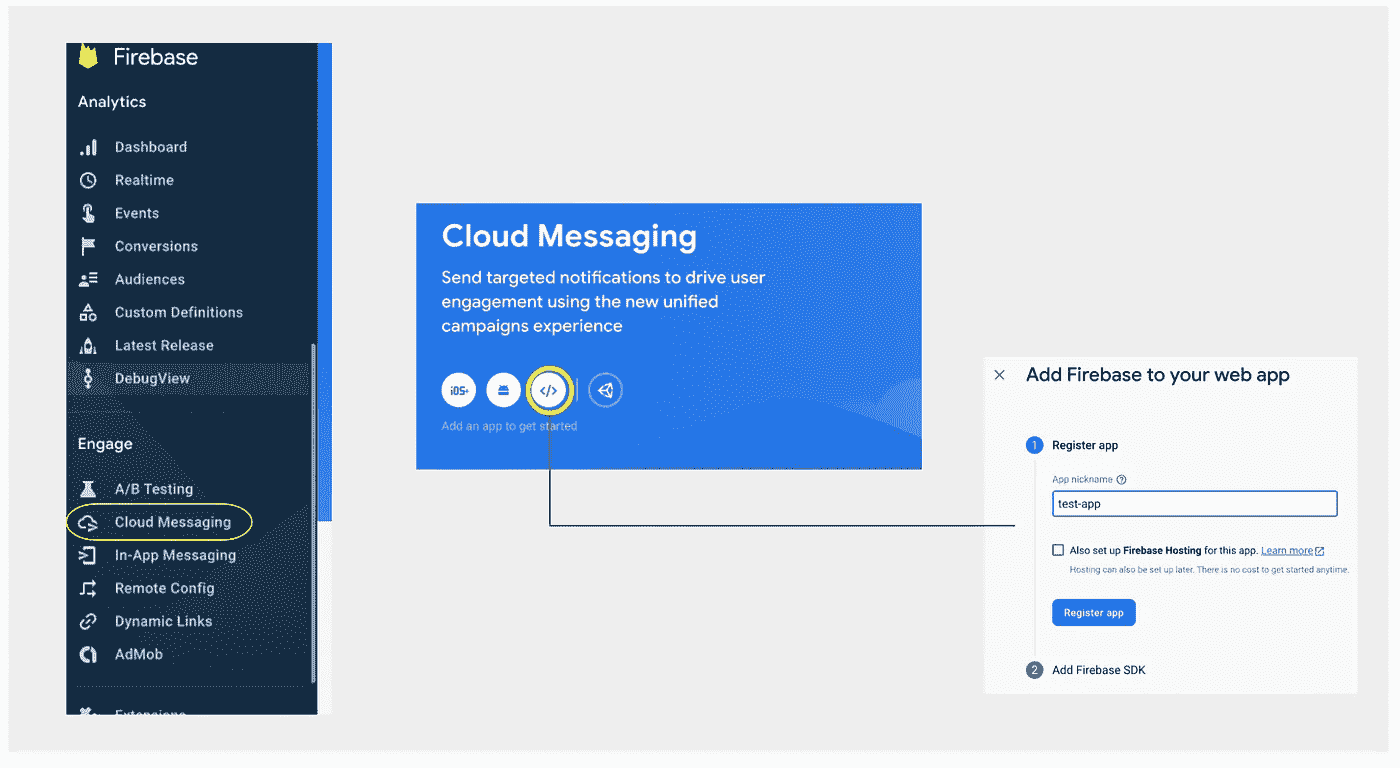 Firebase
Analytics
Dashboard
Realtime
Events
Conversions
Audiences
Custom Definitions
Latest Release
DebugView
Engage
A/B Testing
Cloud Messaging
In-App Messaging
Remote Config
Dynamic Links
AdMob
Extensions
Cloud Messaging
Send targeted notifications to drive user
engagement using the new unified
campaigns experience
iOS+
</>
Add an app to get started
Add Firebase to your web app
1 Register app
App nickname
test-app
Also set up Firebase Hosting for this app. Learn more
Hosting can also be set up later. There is no cost to get started anytime.
Register app
2 Add Firebase SDK